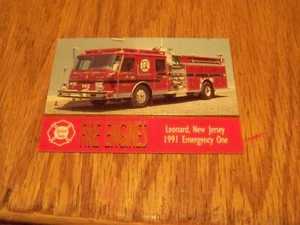 FIRE ENGINES
Leonard, New Jersey
1991 Emergency One